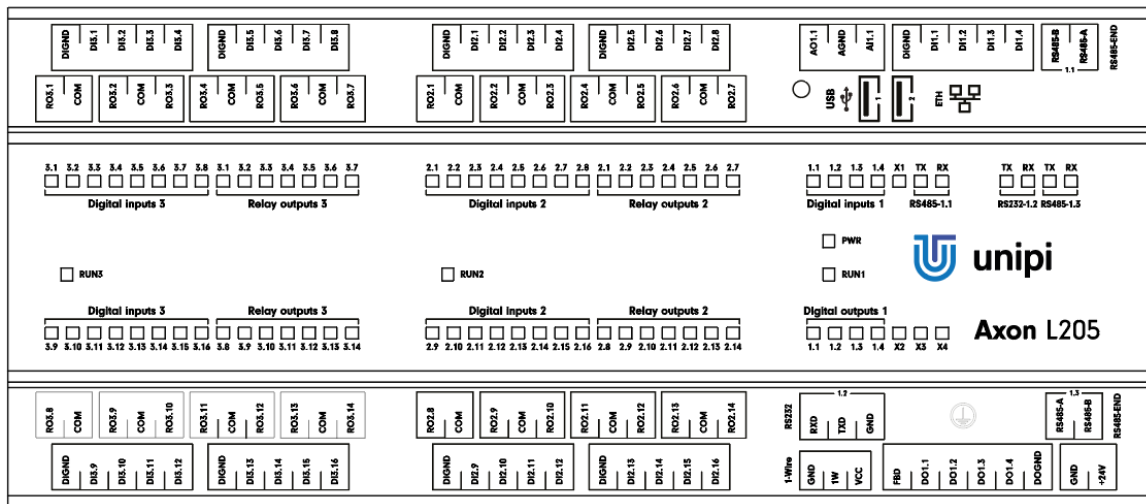 DIGND DI3.1 DI3.2 DI3.3 DI3.4 DIGND DI3.5 DI3.6 DI3.7 DI3.8 DIGND DI2.1 DI2.2 DI2.3 DI2.4 DIGND DI2.5 DI2.6 DI2.7 DI2.8 AO1.1 AGND AI1.1 DIGND DI1.1 DI1.2 DI1.3 DI1.4 RS485-B RS485-A RS485-END
1.1
RO3.1 COM RO3.2 COM RO3.3 RO3.4 COM RO3.5 RO3.6 COM RO3.7 RO2.1 COM RO2.2 COM RO2.3 RO2.4 COM RO2.5 RO2.6 COM RO2.7 USB 1 2 ETH
3.1 3.2 3.3 3.4 3.5 3.6 3.7 3.8 3.1 3.2 3.3 3.4 3.5 3.6 3.7 2.1 2.2 2.3 2.4 2.5 2.6 2.7 2.8 2.1 2.2 2.3 2.4 2.5 2.6 2.7 1.1 1.2 1.3 1.4 X1 TX RX TX RX TX RX
Digital inputs 3 Relay outputs 3 Digital inputs 2 Relay outputs 2 Digital inputs 1 RS485-1.1 RS232-1.2 RS485-1.3
PWR
unipi
RUN3 RUN2 RUN1
Digital inputs 3 Relay outputs 3 Digital inputs 2 Relay outputs 2 Digital outputs 1
Axon L205
3.9 3.10 3.11 3.12 3.13 3.14 3.15 3.16 3.8 3.9 3.10 3.11 3.12 3.13 3.14 2.9 2.10 2.11 2.12 2.13 2.14 2.15 2.16 2.8 2.9 2.10 2.11 2.12 2.13 2.14 1.1 1.2 1.3 1.4 X2 X3 X4
1.2 1.3
RO3.8 COM RO3.9 COM RO3.10 RO3.11 COM RO3.12 RO3.13 COM RO3.14 RO2.8 COM RO2.9 COM RO2.10 RO2.11 COM RO2.12 RO2.13 COM RO2.14 RS232 RXD TXD GND RS485-A RS485-B RS485-END
DIGND DI3.9 DI3.10 DI3.11 DI3.12 DIGND DI3.13 DI3.14 DI3.15 DI3.16 DIGND DI2.9 DI2.10 DI2.11 DI2.12 DIGND DI2.13 DI2.14 DI2.15 DI2.16 1-Wire GND 1W VCC FBD DO1.1 DO1.2 DO1.3 DO1.4 DOGND GND +24V